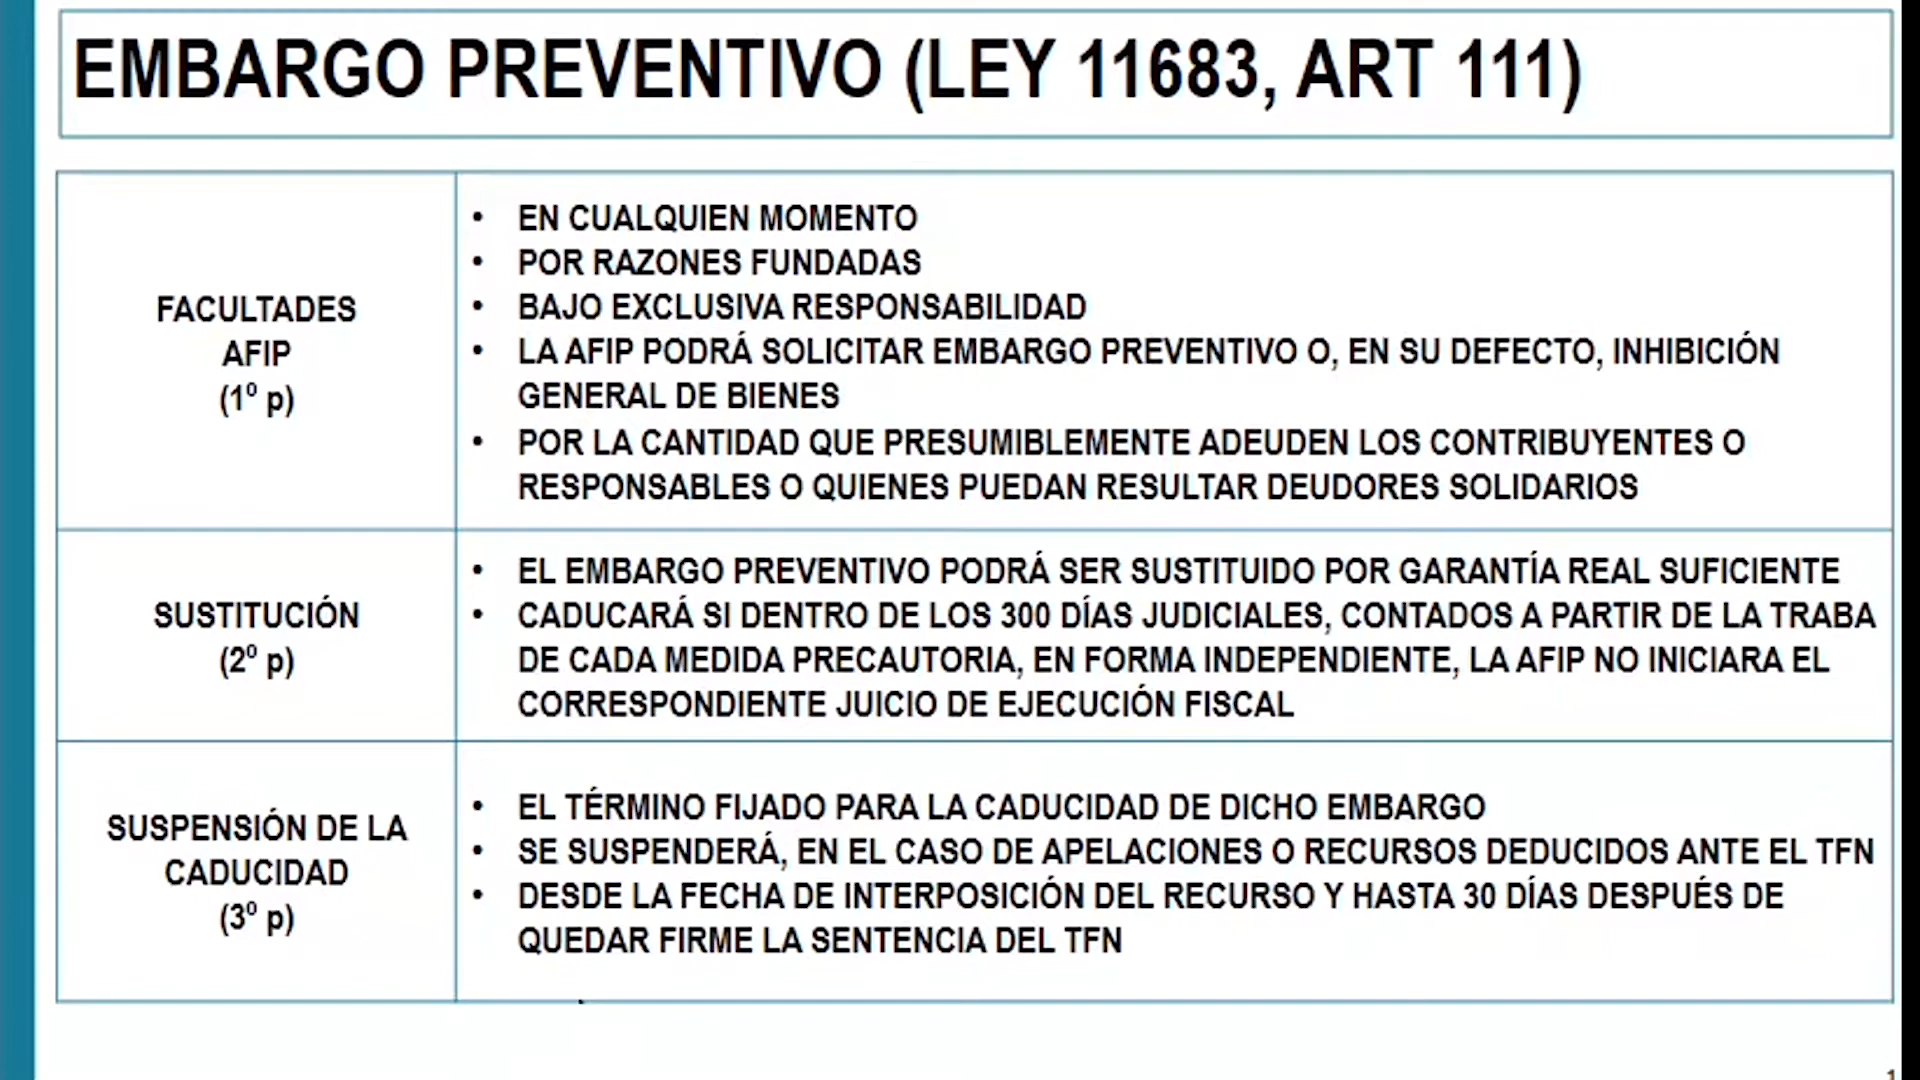 EMBARGO PREVENTIVO (LEY 11683, ART 111)
FACULTADES
AFIP
(1º p)
• EN CUALQUIEN MOMENTO
• POR RAZONES FUNDADAS
• BAJO EXCLUSIVA RESPONSABILIDAD
• LA AFIP PODRÁ SOLICITAR EMBARGO PREVENTIVO O, EN SU DEFECTO, INHIBICIÓN
GENERAL DE BIENES
• POR LA CANTIDAD QUE PRESUMIBLEMENTE ADEUDEN LOS CONTRIBUYENTES O
RESPONSABLES O QUIENES PUEDAN RESULTAR DEUDORES SOLIDARIOS
SUSTITUCIÓN
(2º p)
• EL EMBARGO PREVENTIVO PODRÁ SER SUSTITUIDO POR GARANTÍA REAL SUFICIENTE
• CADUCARÁ SI DENTRO DE LOS 300 DÍAS JUDICIALES, CONTADOS A PARTIR DE LA TRABA
DE CADA MEDIDA PRECAUTORIA, EN FORMA INDEPENDIENTE, LA AFIP NO INICIARA EL
CORRESPONDIENTE JUICIO DE EJECUCIÓN FISCAL
SUSPENSIÓN DE LA
CADUCIDAD
(3º p)
• EL TÉRMINO FIJADO PARA LA CADUCIDAD DE DICHO EMBARGO
• SE SUSPENDERÁ, EN EL CASO DE APELACIONES O RECURSOS DEDUCIDOS ANTE EL TFN
• DESDE LA FECHA DE INTERPOSICIÓN DEL RECURSO Y HASTA 30 DÍAS DESPUÉS DE
QUEDAR FIRME LA SENTENCIA DEL TFN